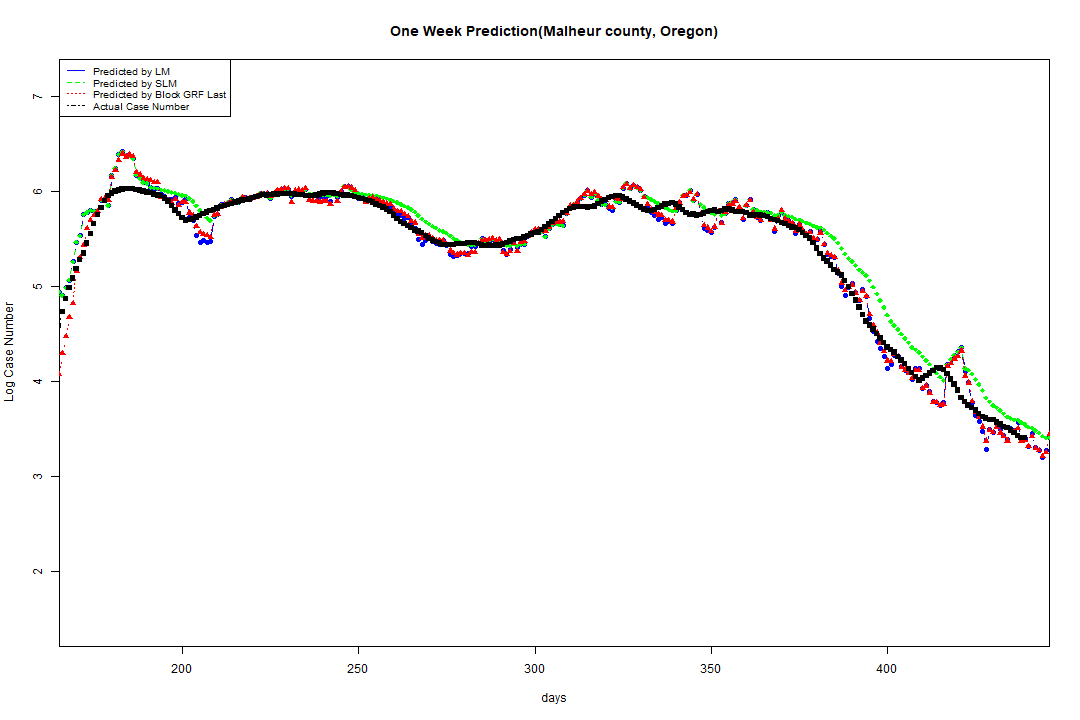 One Week Prediction(Malheur county, Oregon)
Predicted by LM
Predicted by SLM
Predicted by Block GRF Last
Actual Case Number
7
6
5
4
3
2
Log Case Number
200 250 300 350 400
days